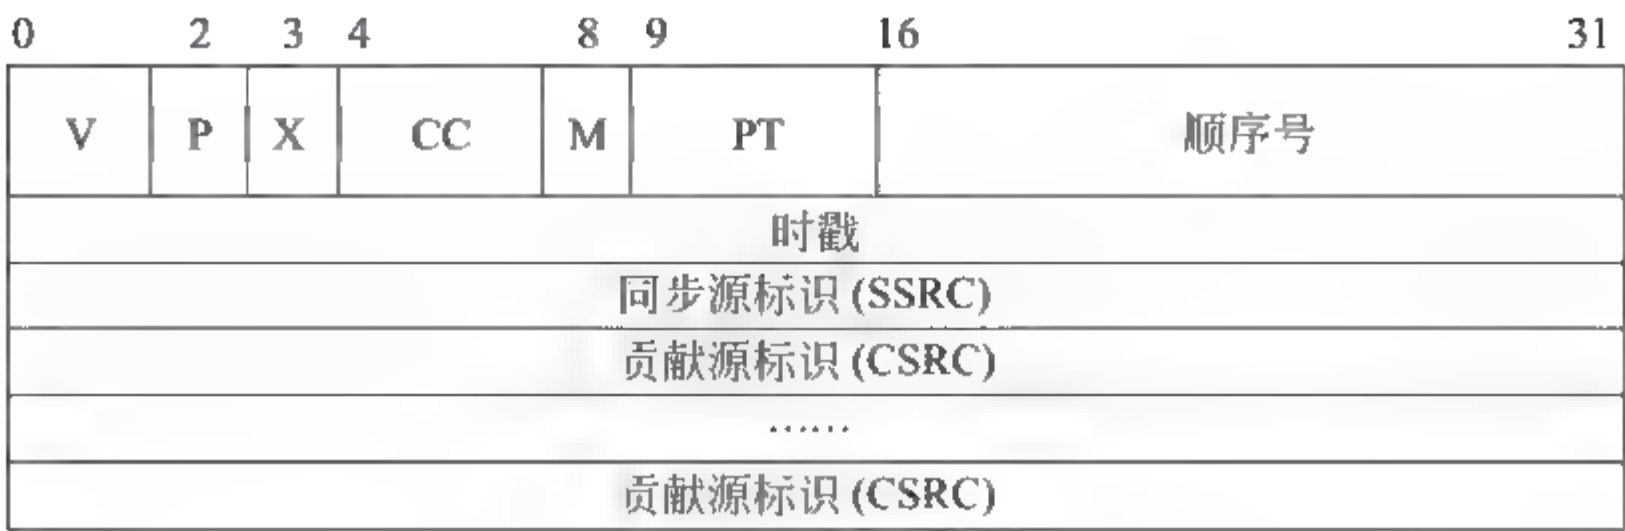 0 2 3 4 8 9 16 31
V P X CC M PT 顺序号
时戳
同步源标识(SSRC)
贡献源标识(CSRC)
……
贡献源标识(CSRC)